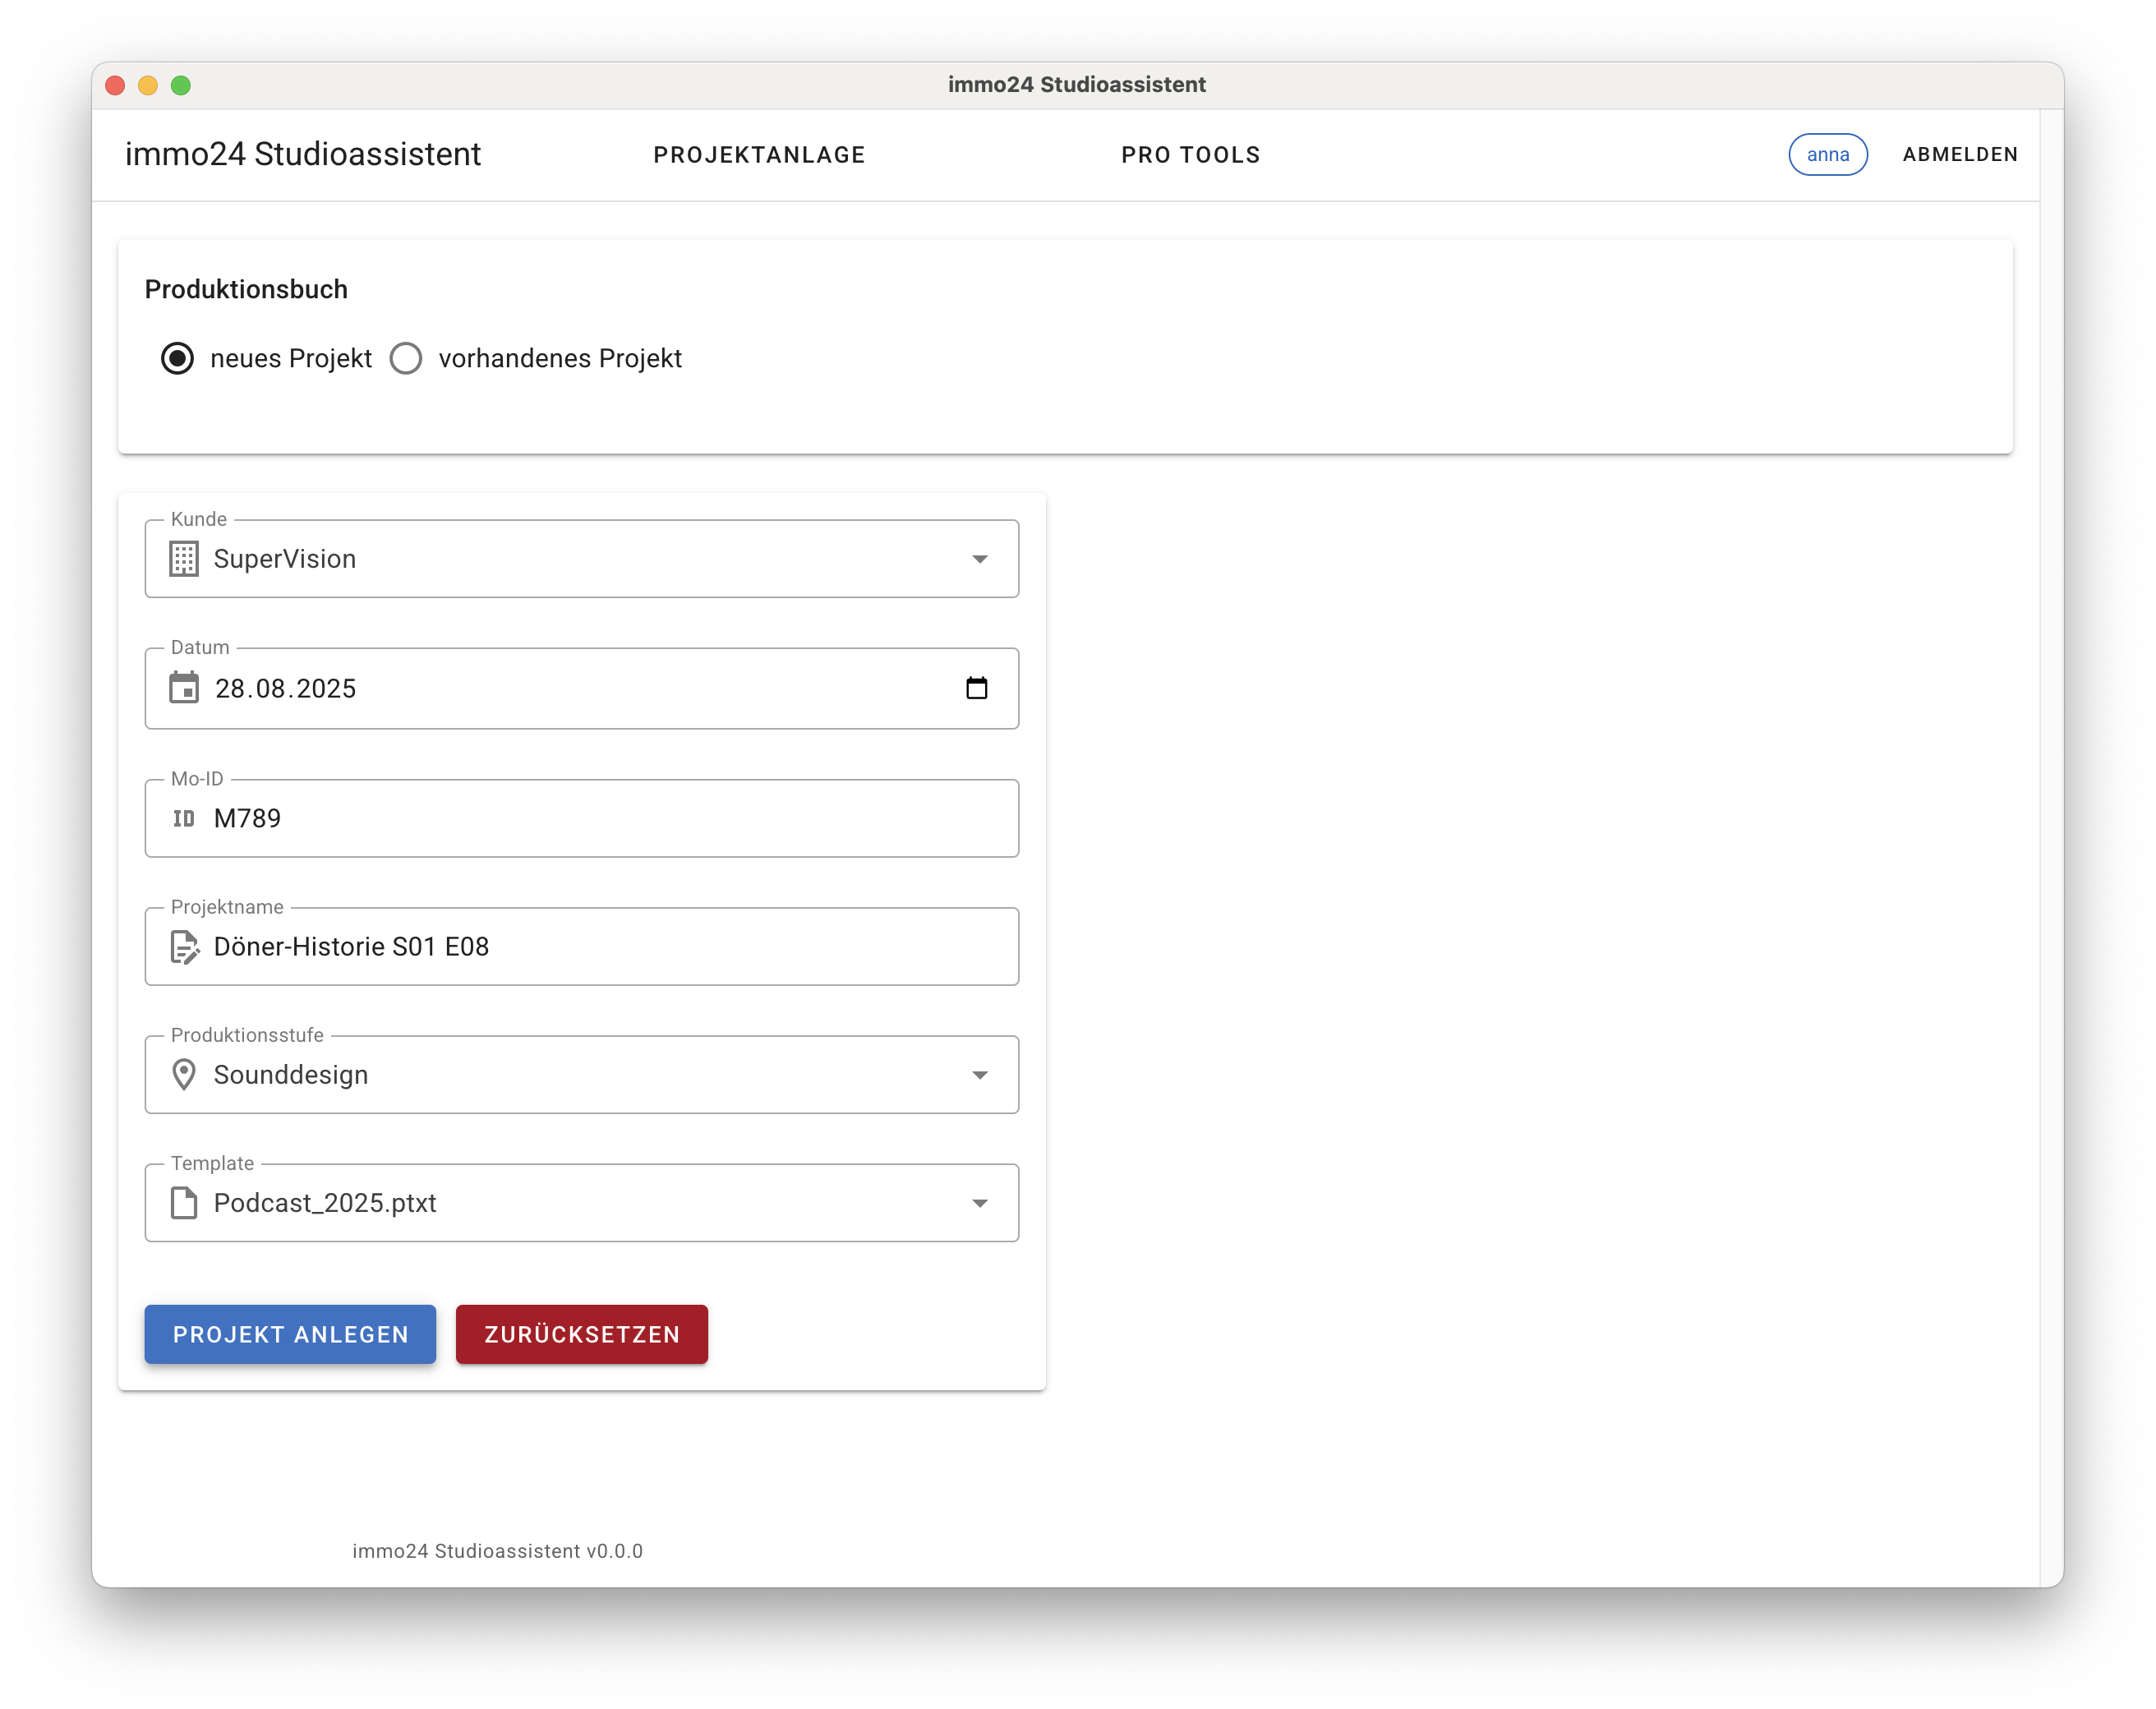 immo24 Studioassistent
immo24 Studioassistent PROJEKTANLAGE PRO TOOLS anna ABMELDEN
Produktionsbuch
neues Projekt vorhandenes Projekt
Kunde
SuperVision
Datum
28.08.2025
Mo-ID
ID M789
Projektname
Döner-Historie S01 E08
Produktionsstufe
Sounddesign
Template
Podcast_2025.ptxt
PROJEKT ANLEGEN ZURÜCKSETZEN
immo24 Studioassistent v0.0.0